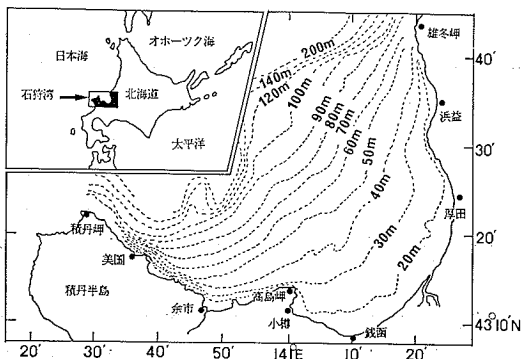 オホーツク海
日本海
石狩湾
北海道
太平洋
200m
140m
120m
100m
90m
80m
70m
60m
50m
40m
30m
20m
雄冬岬
浜益
厚田
積丹岬
美国
積丹半島
余市
高島岬
小樽
銭函
40′
30′
20′
43°10′N
20′
30′
40′
50′
141°E
10′
20′